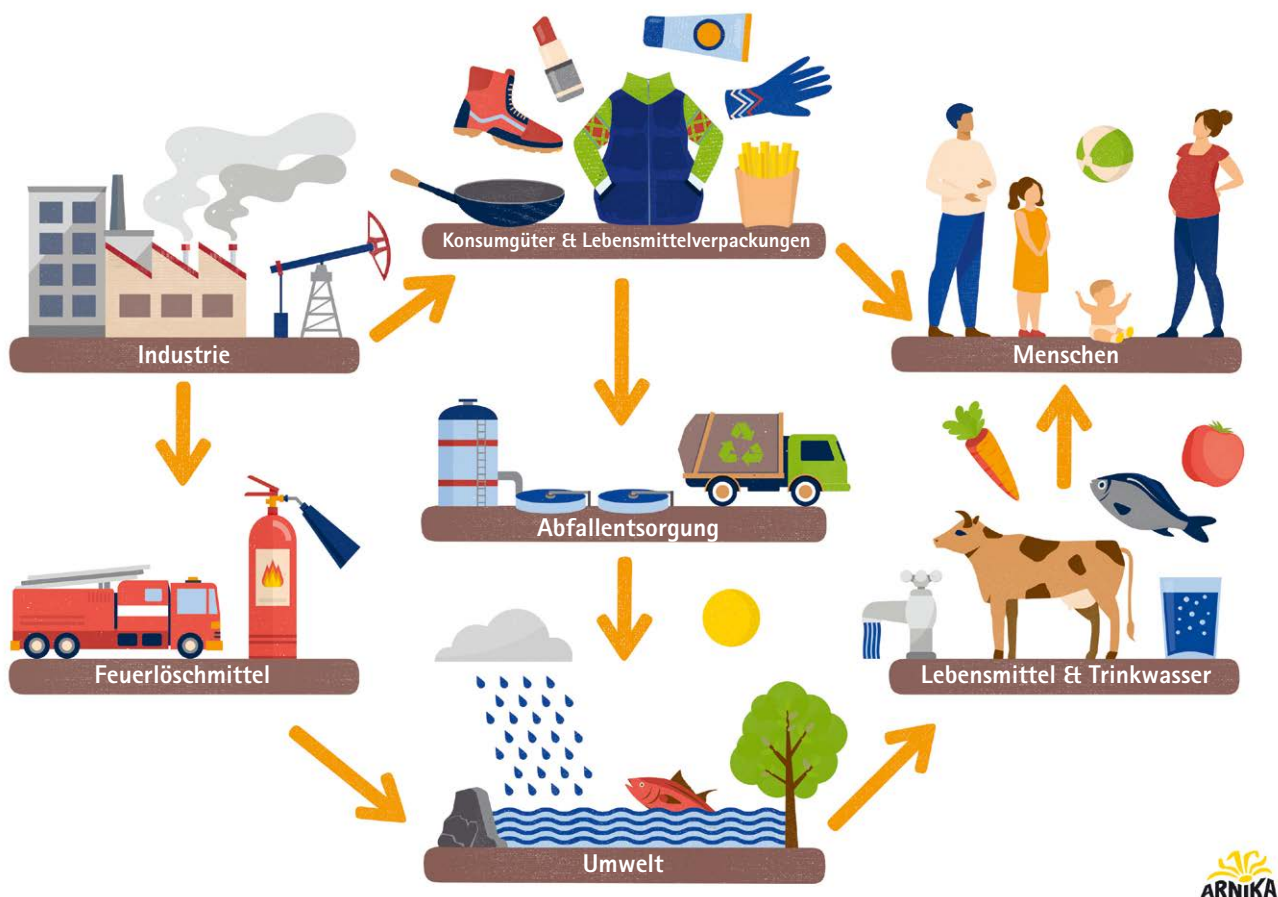 Konsumgüter & Lebensmittelverpackungen
Industrie
Menschen
Abfallentsorgung
Feuerlöschmittel
Lebensmittel & Trinkwasser
Umwelt
ARNIKA